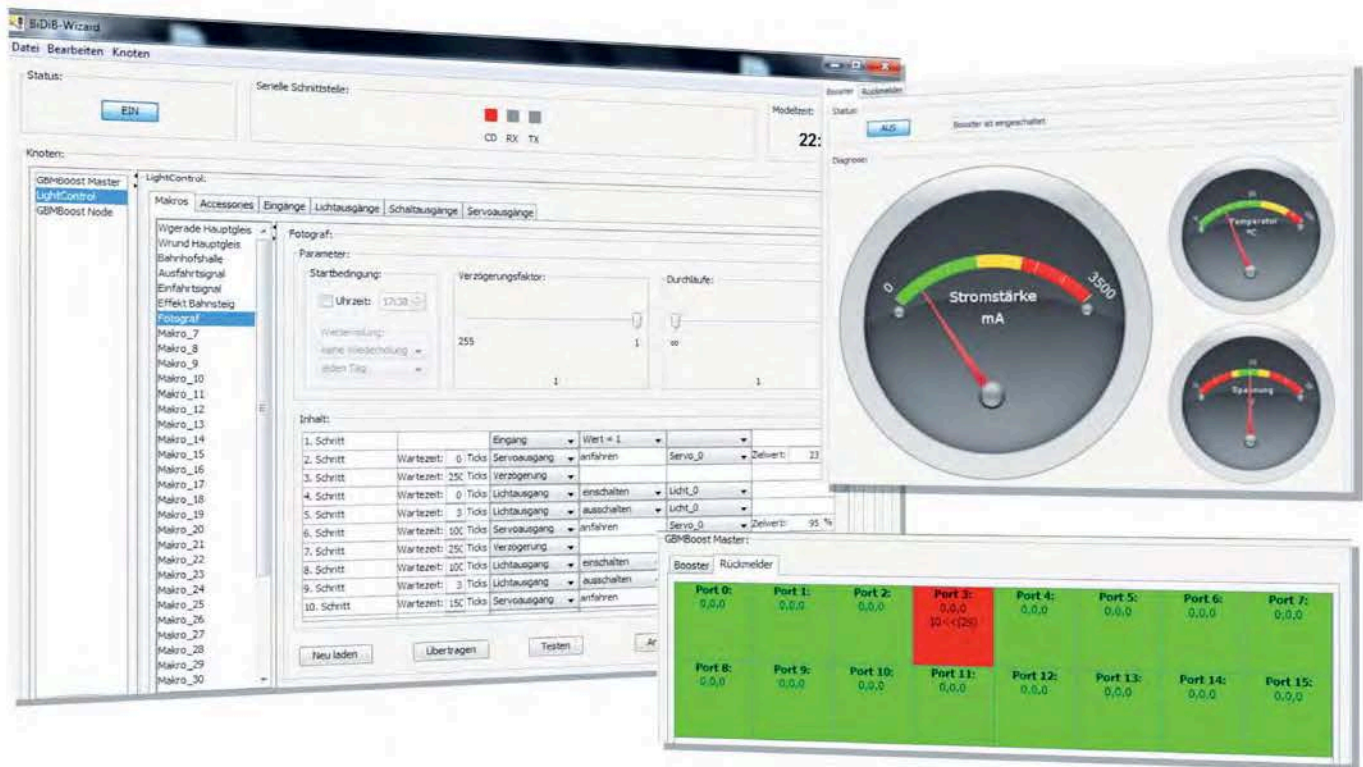 BiDiB-Wizard
Datei Bearbeiten Knoten
Status:
EIN
Serielle Schnittstelle:
CD RX TX
Modellzeit:
22:
Knoten:
GBMBoost Master
LightControl
GBMBoost Node
LightControl:
Makros Accessories Eingänge Lichtausgänge Schaltausgänge Servoausgänge
Wgerade Hauptgleis
Wrund Hauptgleis
Bahnhofshalle
Ausfahrtsignal
Einfahrtsignal
Effekt Bahnsteig
Fotograf
Makro_7
Makro_8
Makro_9
Makro_10
Makro_11
Makro_12
Makro_13
Makro_14
Makro_15
Makro_16
Makro_17
Makro_18
Makro_19
Makro_20
Makro_21
Makro_22
Makro_23
Makro_24
Makro_25
Makro_26
Makro_27
Makro_28
Makro_29
Makro_30
Fotograf:
Parameter:
Startbedingung:
Uhrzeit: 17:38
Wiederholung:
keine Wiederholung
jeden Tag
Verzögerungsfaktor:
255 1
1
Durchläufe:
∞
1
Inhalt:
1. Schritt Eingang Wert = 1
2. Schritt Wartezeit: 0 Ticks Servoausgang anfahren Servo_0 Zielwert: 23
3. Schritt Wartezeit: 250 Ticks Verzögerung
4. Schritt Wartezeit: 0 Ticks Lichtausgang einschalten Licht_0
5. Schritt Wartezeit: 3 Ticks Lichtausgang ausschalten Licht_0
6. Schritt Wartezeit: 100 Ticks Servoausgang anfahren Servo_0 Zielwert: 95 %
7. Schritt Wartezeit: 250 Ticks Verzögerung
8. Schritt Wartezeit: 100 Ticks Lichtausgang einschalten
9. Schritt Wartezeit: 3 Ticks Lichtausgang ausschalten
10. Schritt Wartezeit: 150 Ticks Servoausgang anfahren
Neu laden Übertragen Testen
Booster Rückmelder
Status:
AUS Booster ist eingeschaltet
Diagnose:
0 3500
Stromstärke
mA
Temperatur
°C
Spannung
V
GBMBoost Master:
Booster Rückmelder
Port 0: Port 1: Port 2: Port 3: Port 4: Port 5: Port 6: Port 7:
0,0,0 0,0,0 0,0,0 0,0,0 0,0,0 0,0,0 0,0,0 0,0,0
Port 8: Port 9: Port 10: Port 11: Port 12: Port 13: Port 14: Port 15:
0,0,0 0,0,0 0,0,0 0,0,0 0,0,0 0,0,0 0,0,0 0,0,0